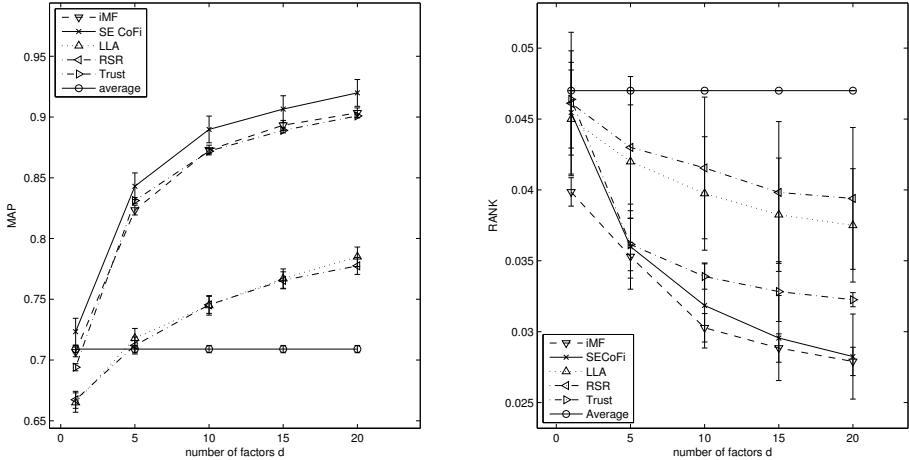 iMF
SE CoFi
LLA
RSR
Trust
average
0.95
0.9
0.85
0.8
0.75
0.7
0.65
MAP
0
5
10
15
20
number of factors d
0.05
0.045
0.04
0.035
0.03
0.025
RANK
iMF
SECoFi
LLA
RSR
Trust
Average
0
5
10
15
20
number of factors d